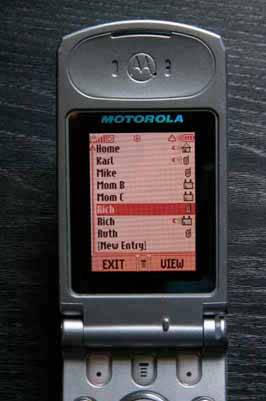 MOTOROLA
Home
Karl
Mike
Mom B
Mom C
Rich
Rich
Ruth
[New Entry]
EXIT
VIEW